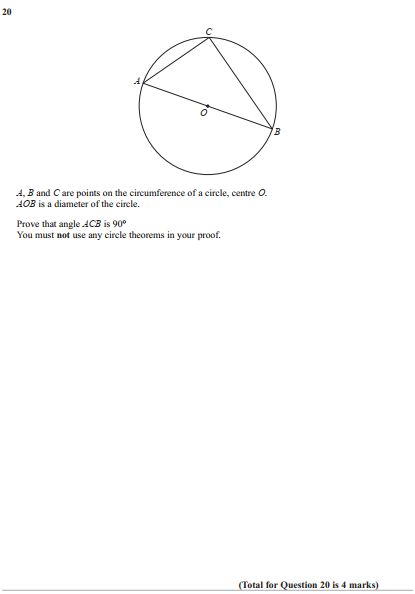 20
C
A
O
B
A, B and C are points on the circumference of a circle, centre O.
AOB is a diameter of the circle.
Prove that angle ACB is 90°
You must not use any circle theorems in your proof.
(Total for Question 20 is 4 marks)